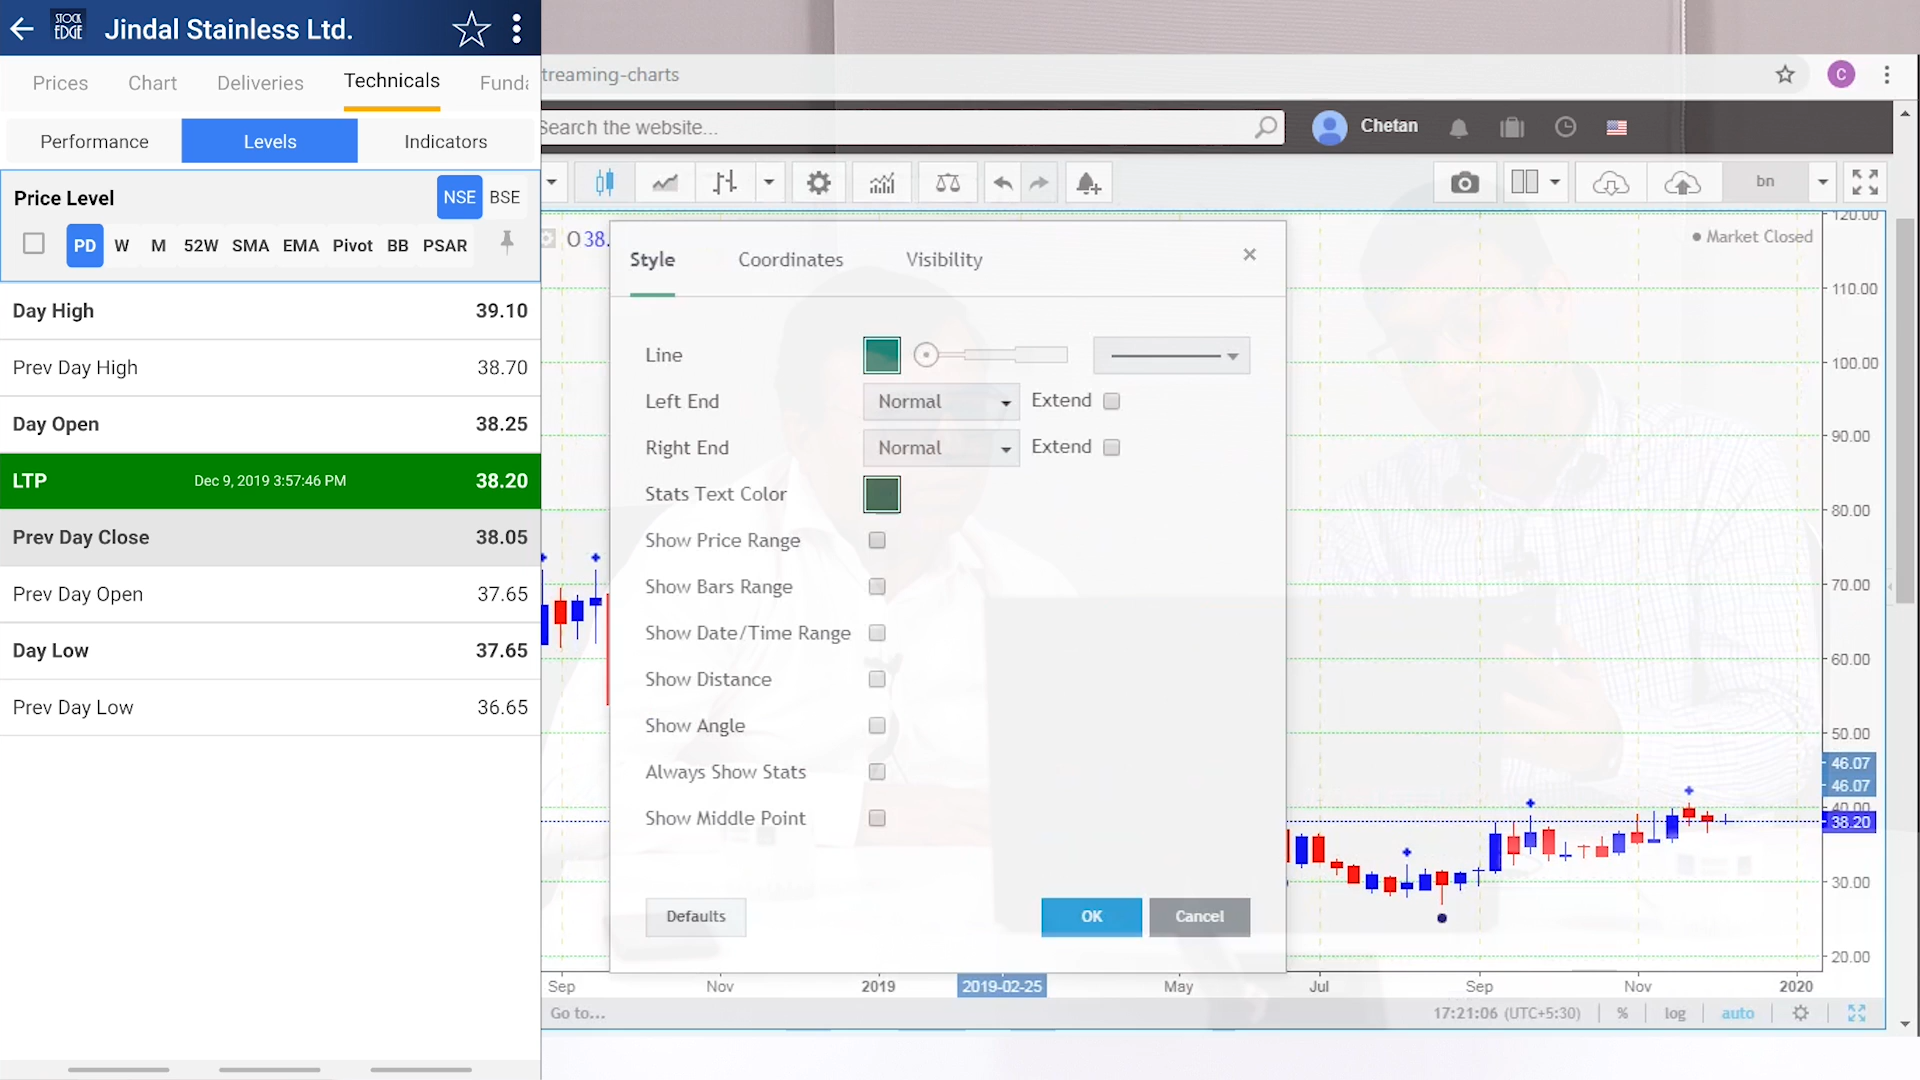 STOCK EDGE
Jindal Stainless Ltd.
Prices Chart Deliveries Technicals Funda
Performance Levels Indicators
Price Level NSE BSE
PD W M 52W SMA EMA Pivot BB PSAR
Day High 39.10
Prev Day High 38.70
Day Open 38.25
LTP Dec 9, 2019 3:57:46 PM 38.20
Prev Day Close 38.05
Prev Day Open 37.65
Day Low 37.65
Prev Day Low 36.65
treaming-charts
C
Search the website...
Chetan
bn
O 38.
Market Closed
Style Coordinates Visibility
×
Line
Left End Normal Extend
Right End Normal Extend
Stats Text Color
Show Price Range
Show Bars Range
Show Date/Time Range
Show Distance
Show Angle
Always Show Stats
Show Middle Point
Defaults OK Cancel
120.00
110.00
100.00
90.00
80.00
70.00
60.00
50.00
46.07
46.07
40.00
38.20
30.00
20.00
Sep Nov 2019 2019-02-25 May Jul Sep Nov 2020
Go to... 17:21:06 (UTC+5:30) % log auto